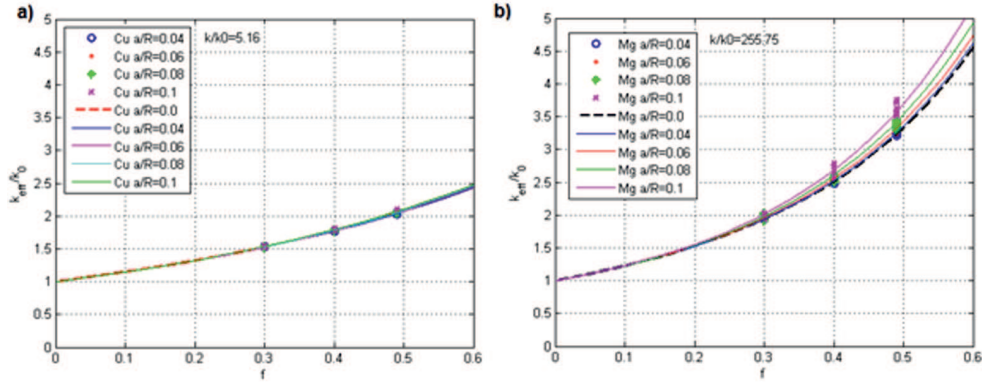 a)
k/k0=5.16
Cu a/R=0.04
Cu a/R=0.06
Cu a/R=0.08
Cu a/R=0.1
Cu a/R=0.0
Cu a/R=0.04
Cu a/R=0.06
Cu a/R=0.08
Cu a/R=0.1
k_eff/k_0
5
4.5
4
3.5
3
2.5
2
1.5
1
0.5
0
0
0.1
0.2
0.3
0.4
0.5
0.6
f
b)
k/k0=255.75
Mg a/R=0.04
Mg a/R=0.06
Mg a/R=0.08
Mg a/R=0.1
Mg a/R=0.0
Mg a/R=0.04
Mg a/R=0.06
Mg a/R=0.08
Mg a/R=0.1
k_eff/k_0
5
4.5
4
3.5
3
2.5
2
1.5
1
0.5
0
0
0.1
0.2
0.3
0.4
0.5
0.6
f